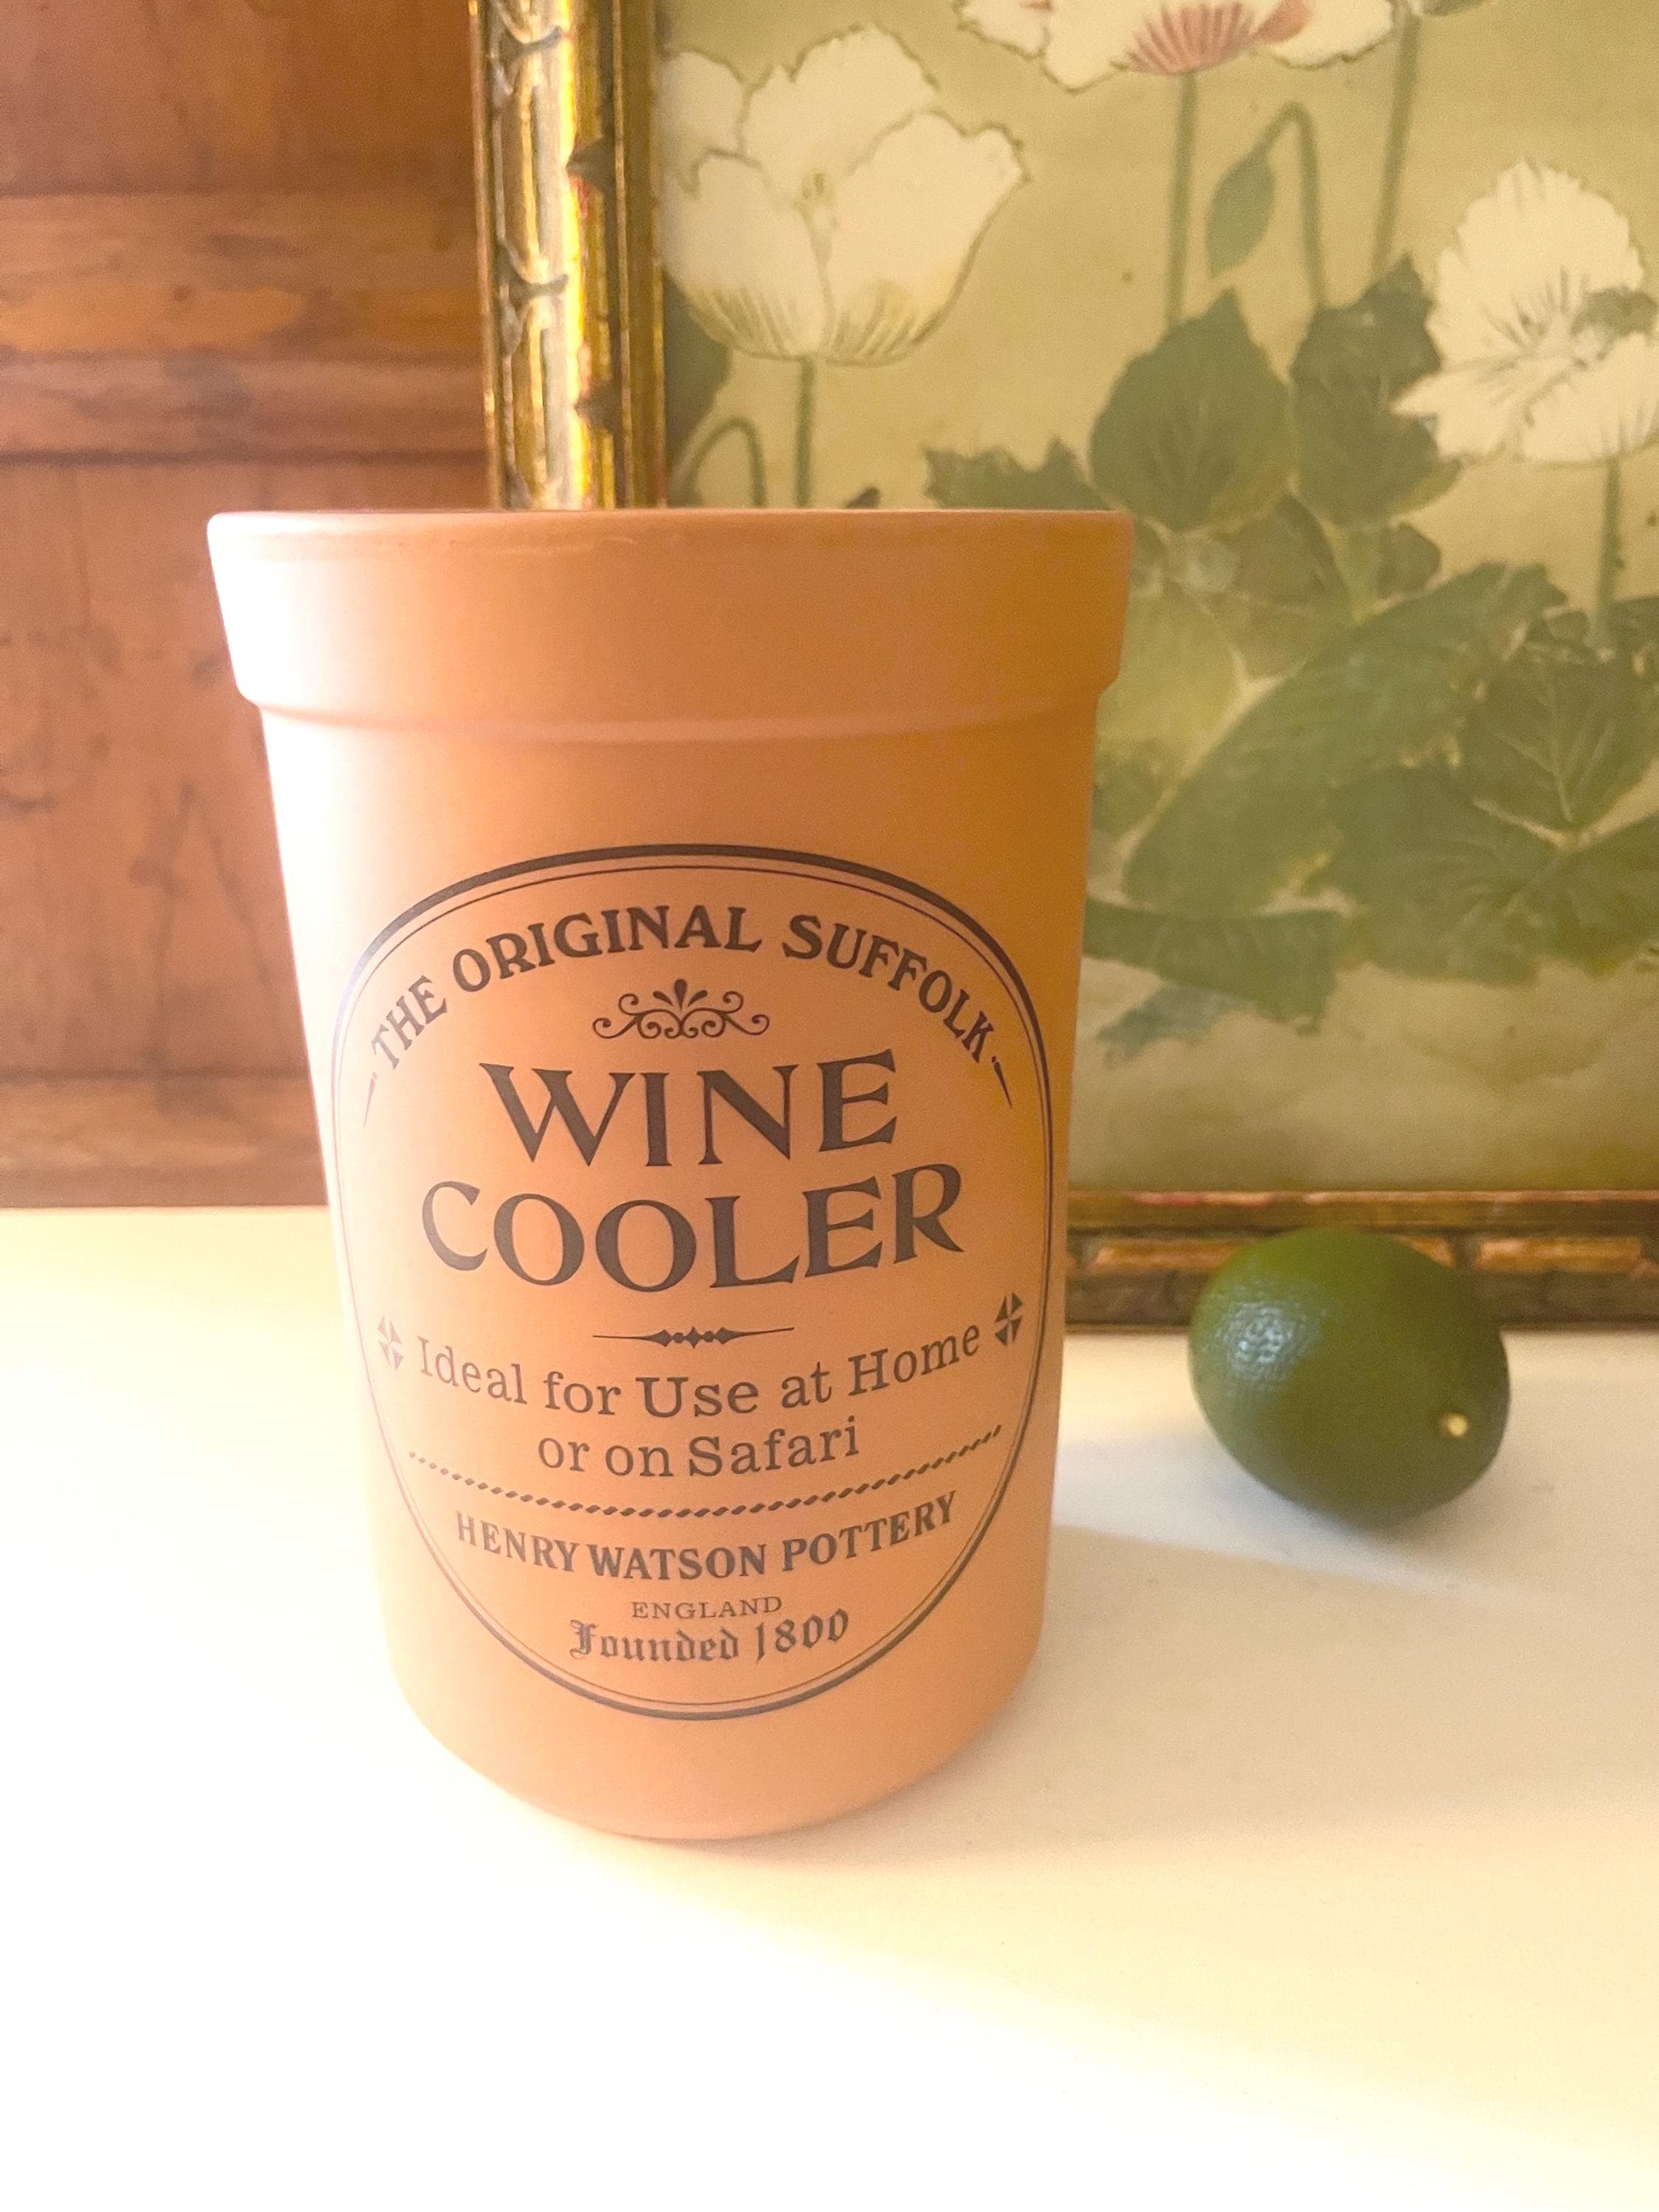 THE ORIGINAL SUFFOLK
WINE
COOLER
Ideal for Use at Home
or on Safari
HENRY WATSON POTTERY
ENGLAND
Founded 1800